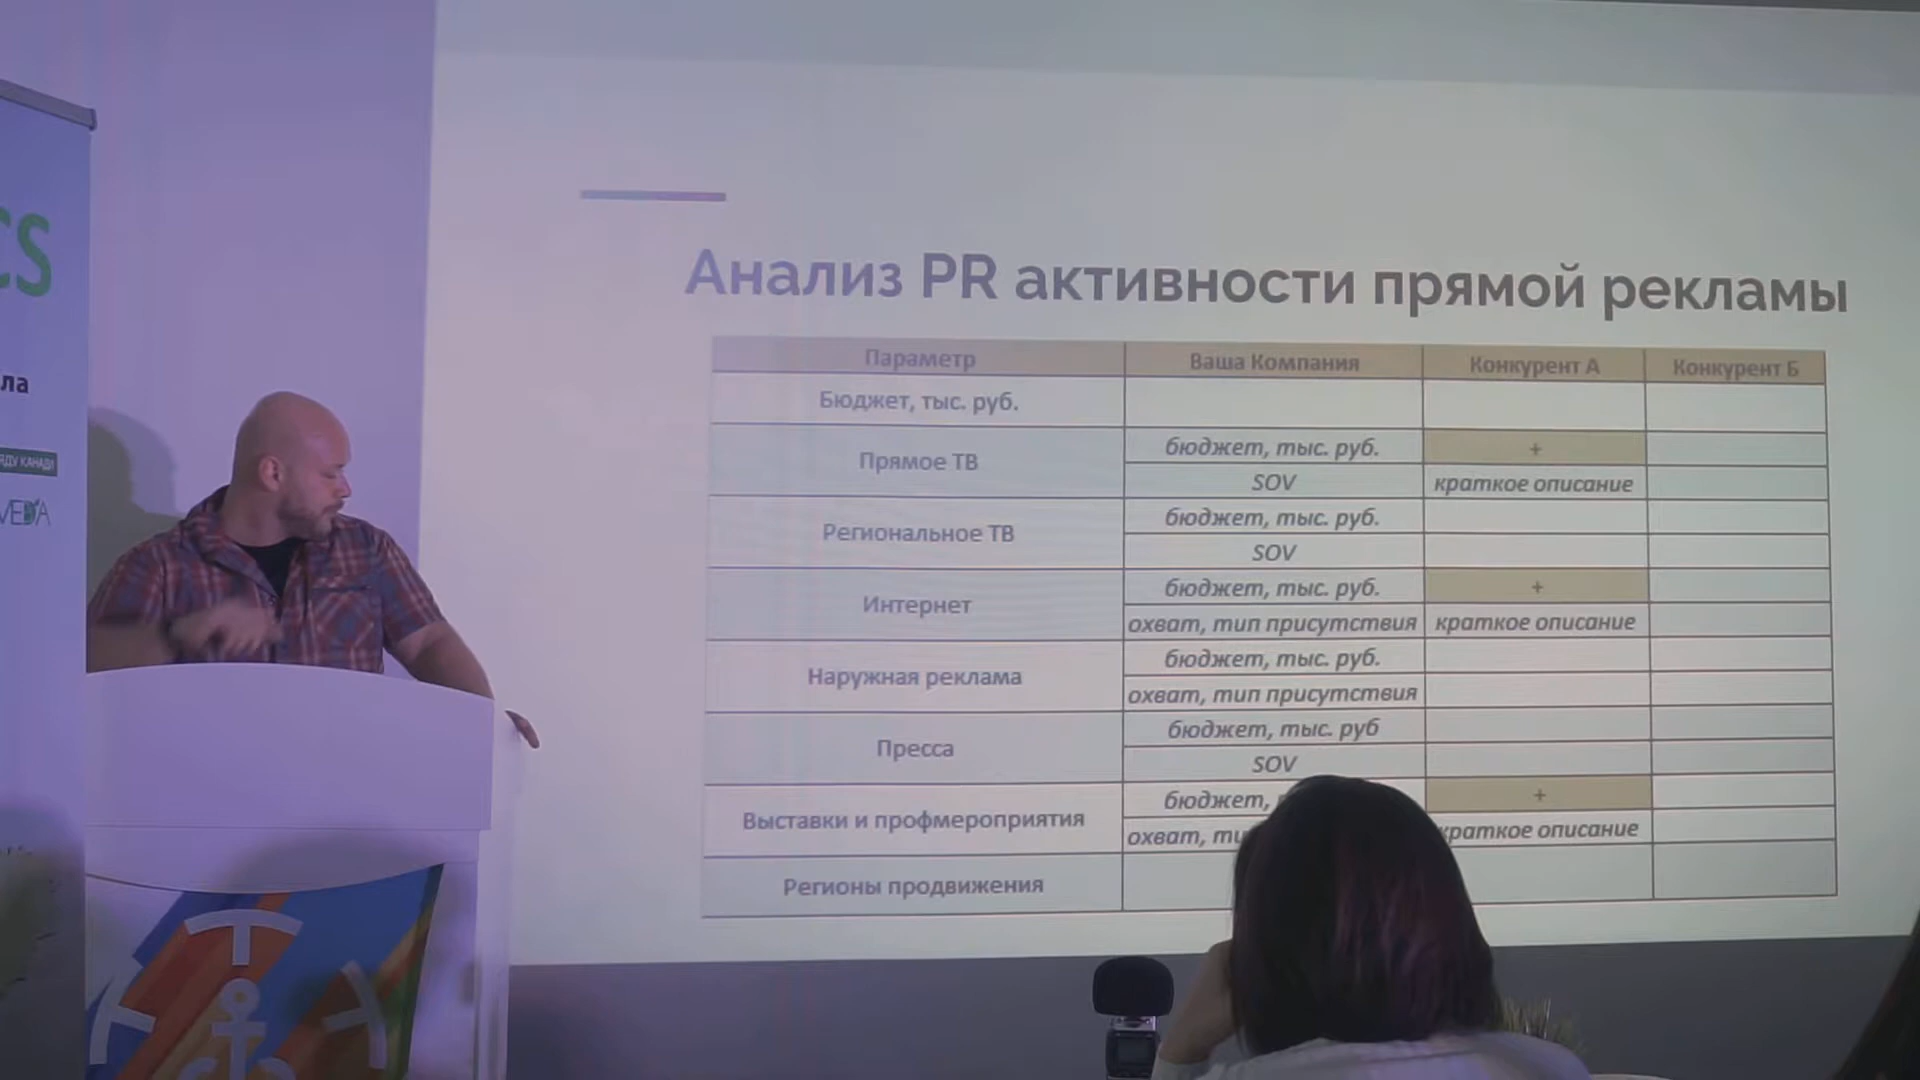 CS
ла
ЯДУ КАНАДИ
VEDA
Анализ PR активности прямой рекламы
Параметр Ваша Компания Конкурент А Конкурент Б
Бюджет, тыс. руб.
Прямое ТВ бюджет, тыс. руб. +
SOV краткое описание
Региональное ТВ бюджет, тыс. руб.
SOV
Интернет бюджет, тыс. руб. +
охват, тип присутствия краткое описание
Наружная реклама бюджет, тыс. руб.
охват, тип присутствия
Пресса бюджет, тыс. руб
SOV
Выставки и профмероприятия бюджет, +
охват, краткое описание
Регионы продвижения